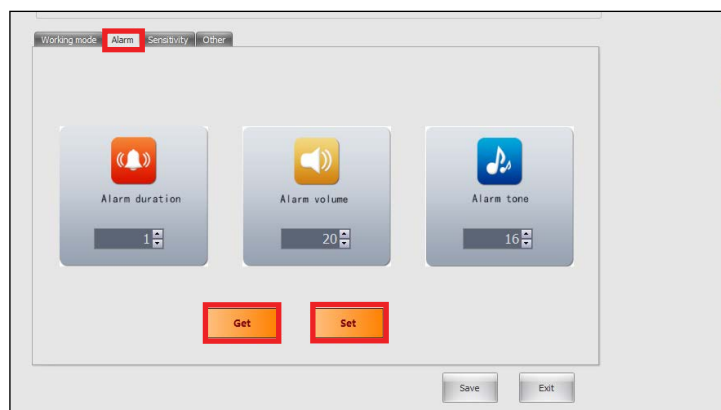 Working mode Alarm Sensitivity Other
Alarm duration Alarm volume Alarm tone
1 20 16
Get Set
Save Exit